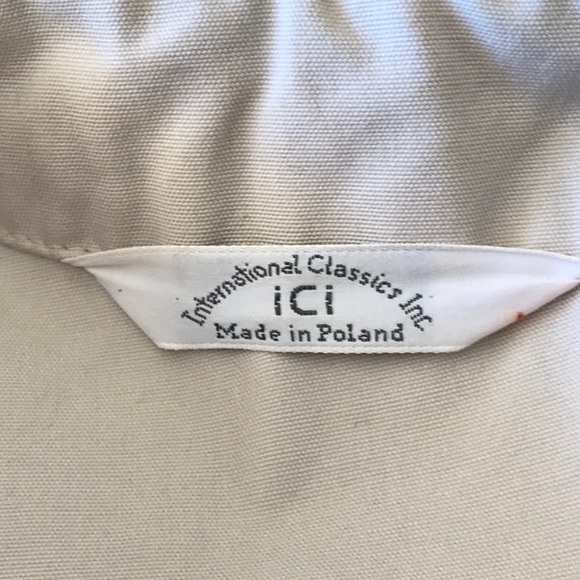 International Classics Inc.
iCi
Made in Poland